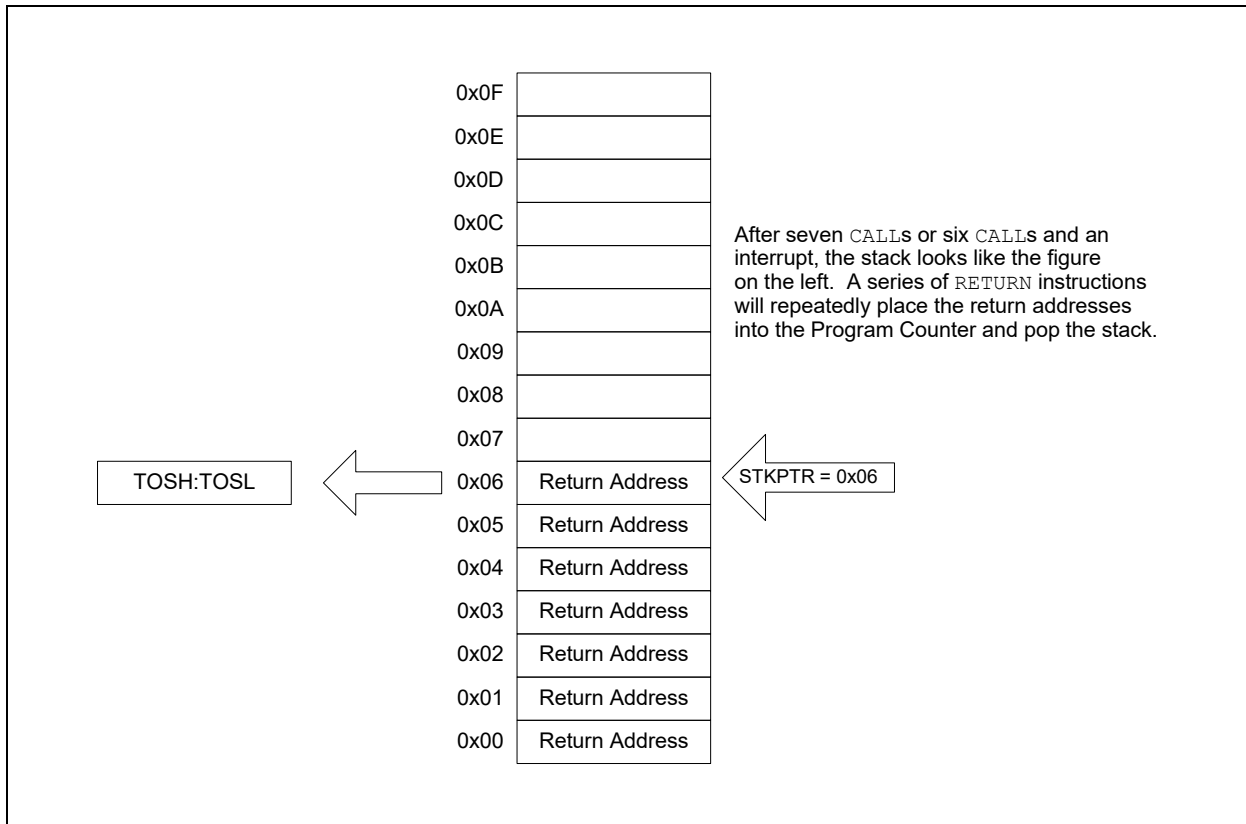 0x0F
0x0E
0x0D
0x0C
0x0B
0x0A
0x09
0x08
0x07
After seven CALLs or six CALLs and an
interrupt, the stack looks like the figure
on the left.  A series of RETURN instructions
will repeatedly place the return addresses
into the Program Counter and pop the stack.
TOSH:TOSL
0x06 Return Address
STKPTR = 0x06
0x05 Return Address
0x04 Return Address
0x03 Return Address
0x02 Return Address
0x01 Return Address
0x00 Return Address